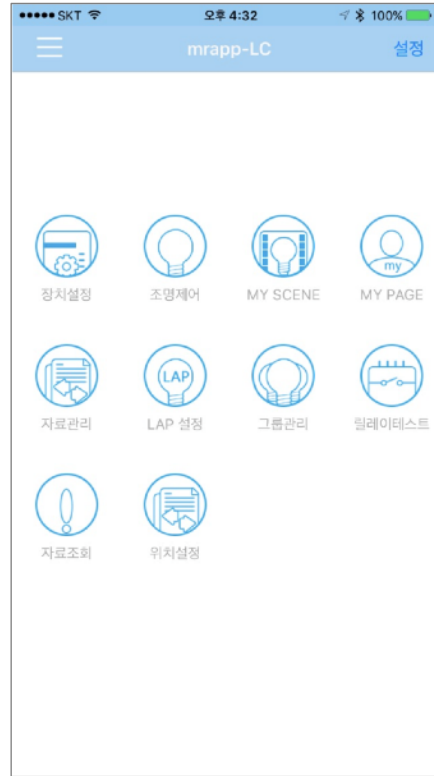 SKT 오후 4:32 100%
mrapp-LC 설정
my
장치설정 조명제어 MY SCENE MY PAGE
LAP
자료관리 LAP 설정 그룹관리 릴레이테스트
자료조회 위치설정